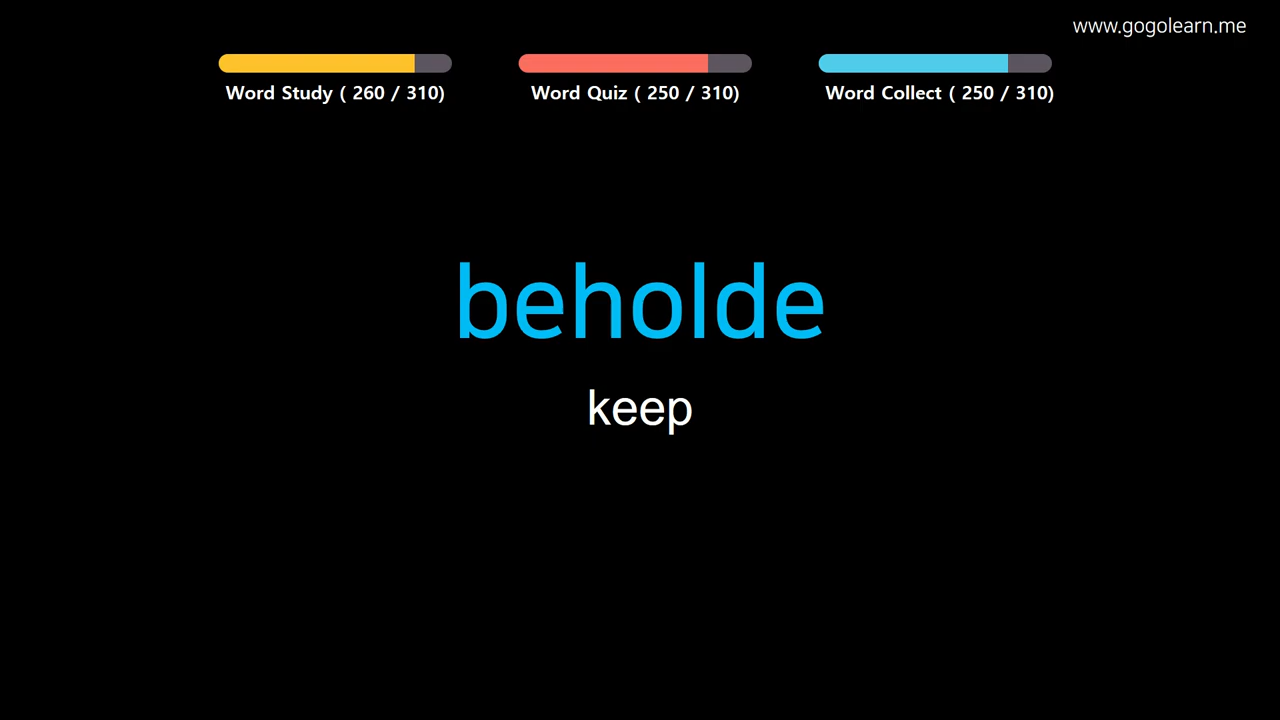 www.gogolearn.me
Word Study ( 260 / 310)
Word Quiz ( 250 / 310)
Word Collect ( 250 / 310)
beholde
keep